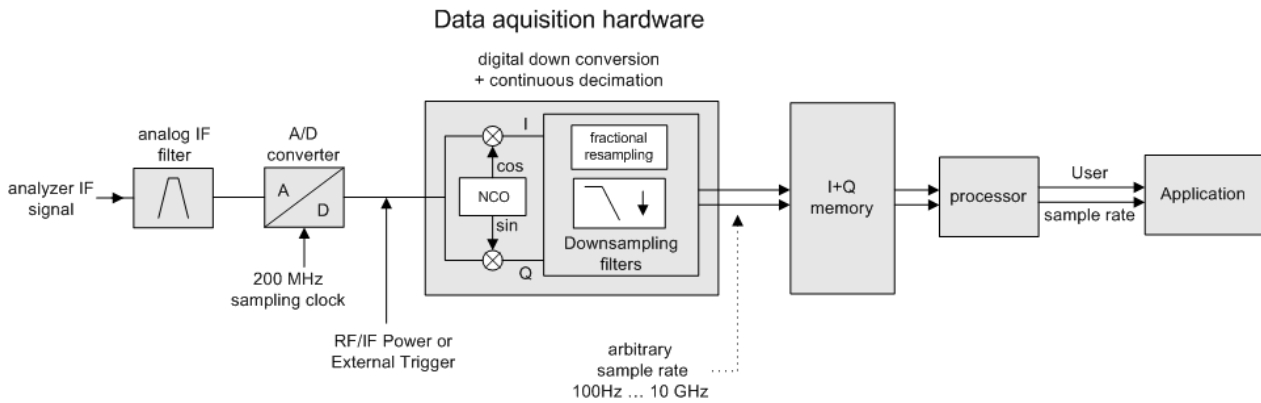 Data aquisition hardware
digital down conversion
+ continuous decimation
analog IF
filter
A/D
converter
analyzer IF
signal
A
D
200 MHz
sampling clock
RF/IF Power or
External Trigger
I
cos
NCO
sin
Q
fractional
resampling
Downsampling
filters
arbitrary
sample rate
100Hz ... 10 GHz
I+Q
memory
processor
User
sample rate
Application